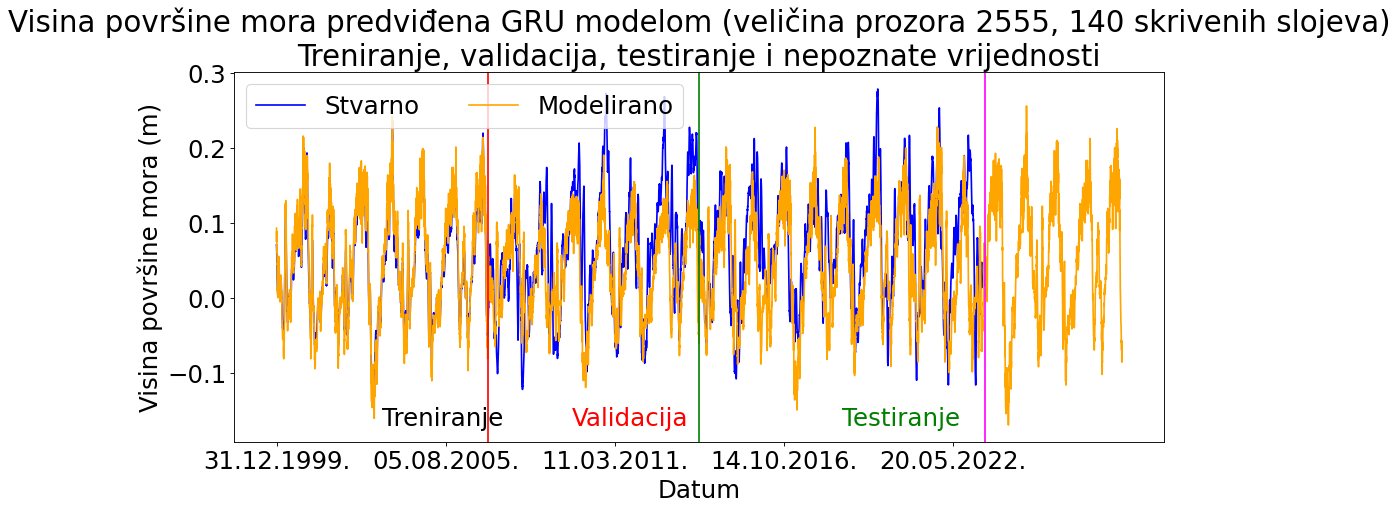 Visina površine mora predviđena GRU modelom (veličina prozora 2555, 140 skrivenih slojeva)
Treniranje, validacija, testiranje i nepoznate vrijednosti
Stvarno Modelirano
Visina površine mora (m)
0.3
0.2
0.1
0.0
−0.1
Treniranje Validacija Testiranje
31.12.1999. 05.08.2005. 11.03.2011. 14.10.2016. 20.05.2022.
Datum